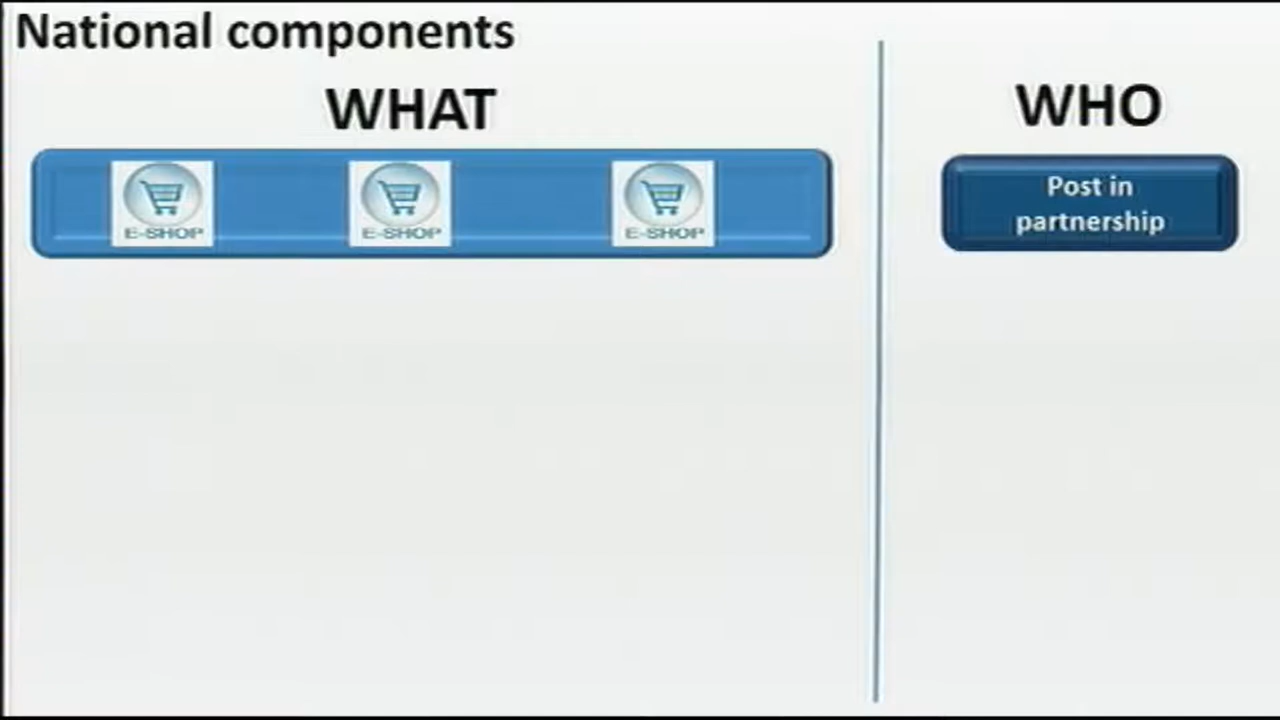 National components
WHAT
WHO
E-SHOP
E-SHOP
E-SHOP
Post in
partnership